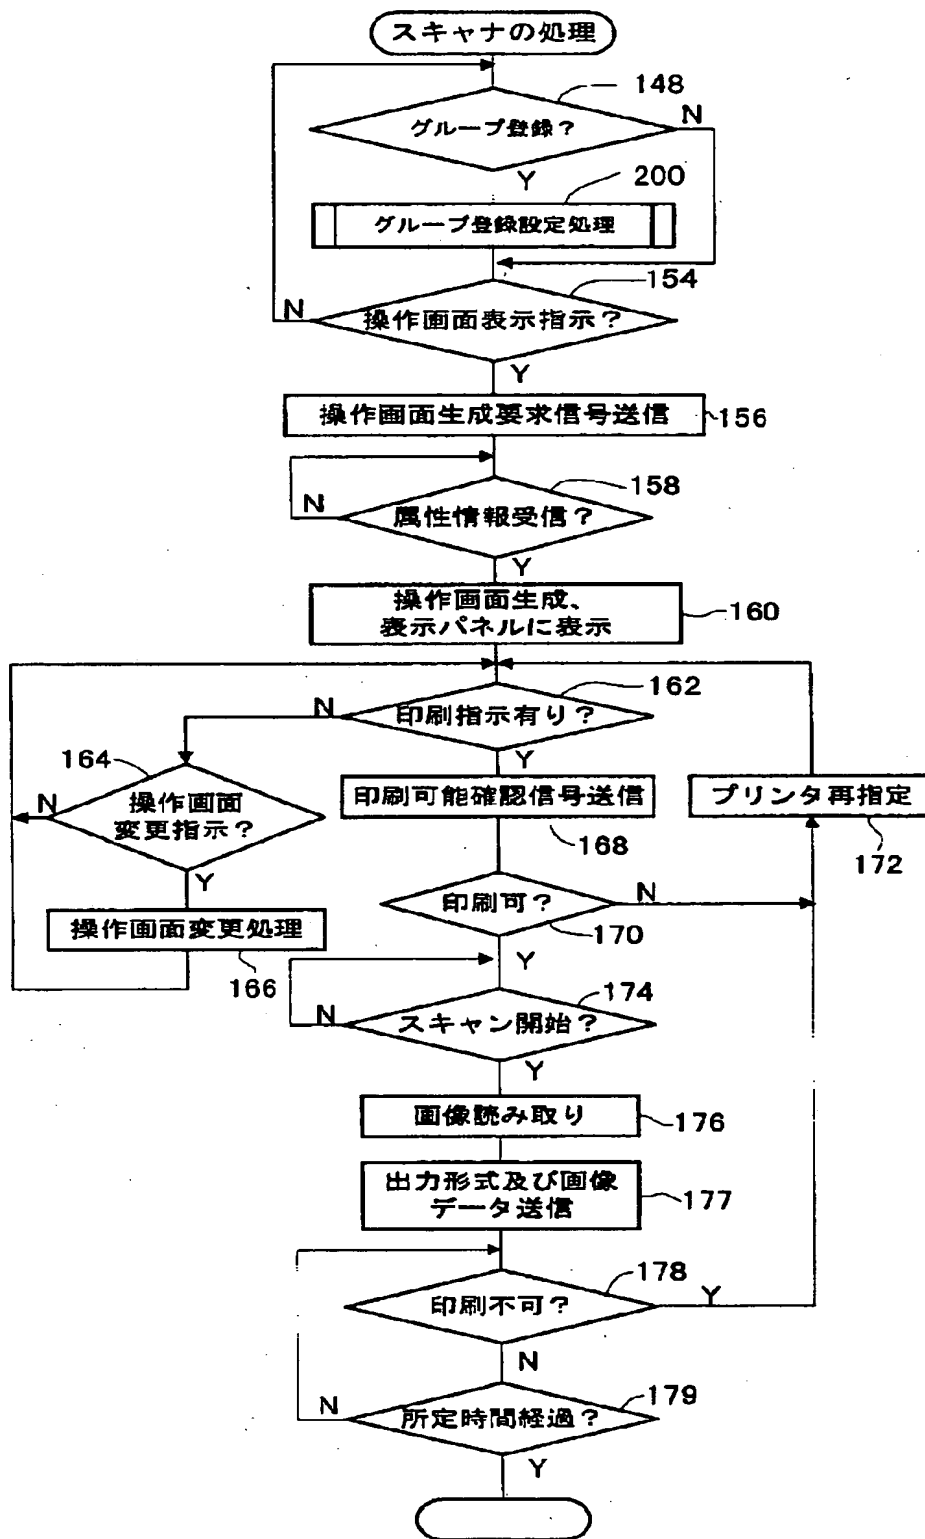 スキャナの処理
148
グループ登録?
N
Y
200
グループ登録設定処理
154
N
操作画面表示指示?
Y
操作画面生成要求信号送信
156
158
N
属性情報受信?
Y
操作画面生成、
表示パネルに表示
160
162
N
印刷指示有り?
Y
164
N
操作画面
変更指示?
Y
印刷可能確認信号送信
168
プリンタ再指定
172
操作画面変更処理
166
印刷可?
N
170
Y
174
N
スキャン開始?
Y
画像読み取り
176
出力形式及び画像
データ送信
177
178
印刷不可?
Y
N
179
N
所定時間経過?
Y